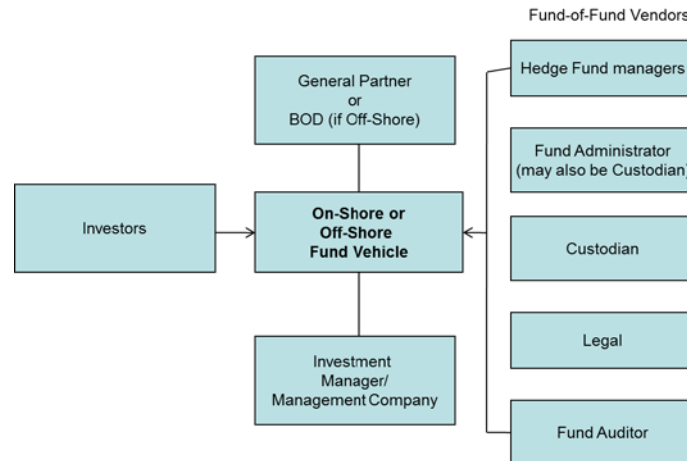 Fund-of-Fund Vendors
General Partner
or
BOD (if Off-Shore)
Hedge Fund managers
Fund Administrator
(may also be Custodian)
Investors
On-Shore or
Off-Shore
Fund Vehicle
Custodian
Investment
Manager/
Management Company
Legal
Fund Auditor